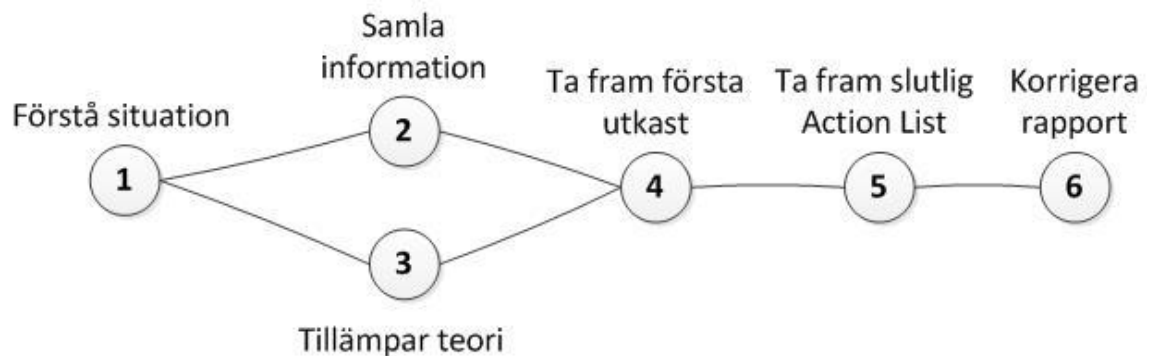 Förstå situation
1
Samla
information
2
3
Tillämpar teori
Ta fram första
utkast
4
Ta fram slutlig
Action List
5
Korrigera
rapport
6